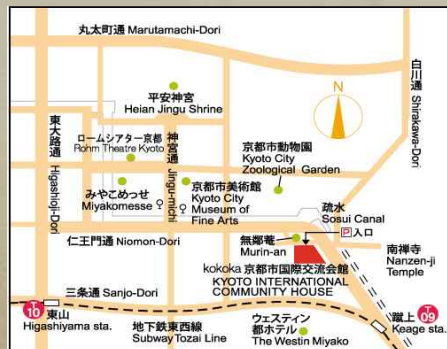 丸太町通 Marutamachi-Dori
白川通 Shirakawa-Dori
平安神宮
Heian Jingu Shrine
N
東大路通 Higashioji-Dori
ロームシアター京都
Rohm Theatre Kyoto
神宮通 Jingu-michi
京都市動物園
Kyoto City
Zoological Garden
みやこめっせ
Miyakomesse
京都市美術館
Kyoto City
Museum of
Fine Arts
疏水
Sosui Canal
P 入口
仁王門通 Niomon-Dori
無鄰菴
Murin-an
南禅寺
Nanzen-ji
Temple
kokoka 京都市国際交流会館
KYOTO INTERNATIONAL
COMMUNITY HOUSE
三条通 Sanjo-Dori
T
10
東山
Higashiyama sta.
地下鉄東西線
Subway Tozai Line
ウェスティン
都ホテル
The Westin Miyako
蹴上
Keage sta.
T
09